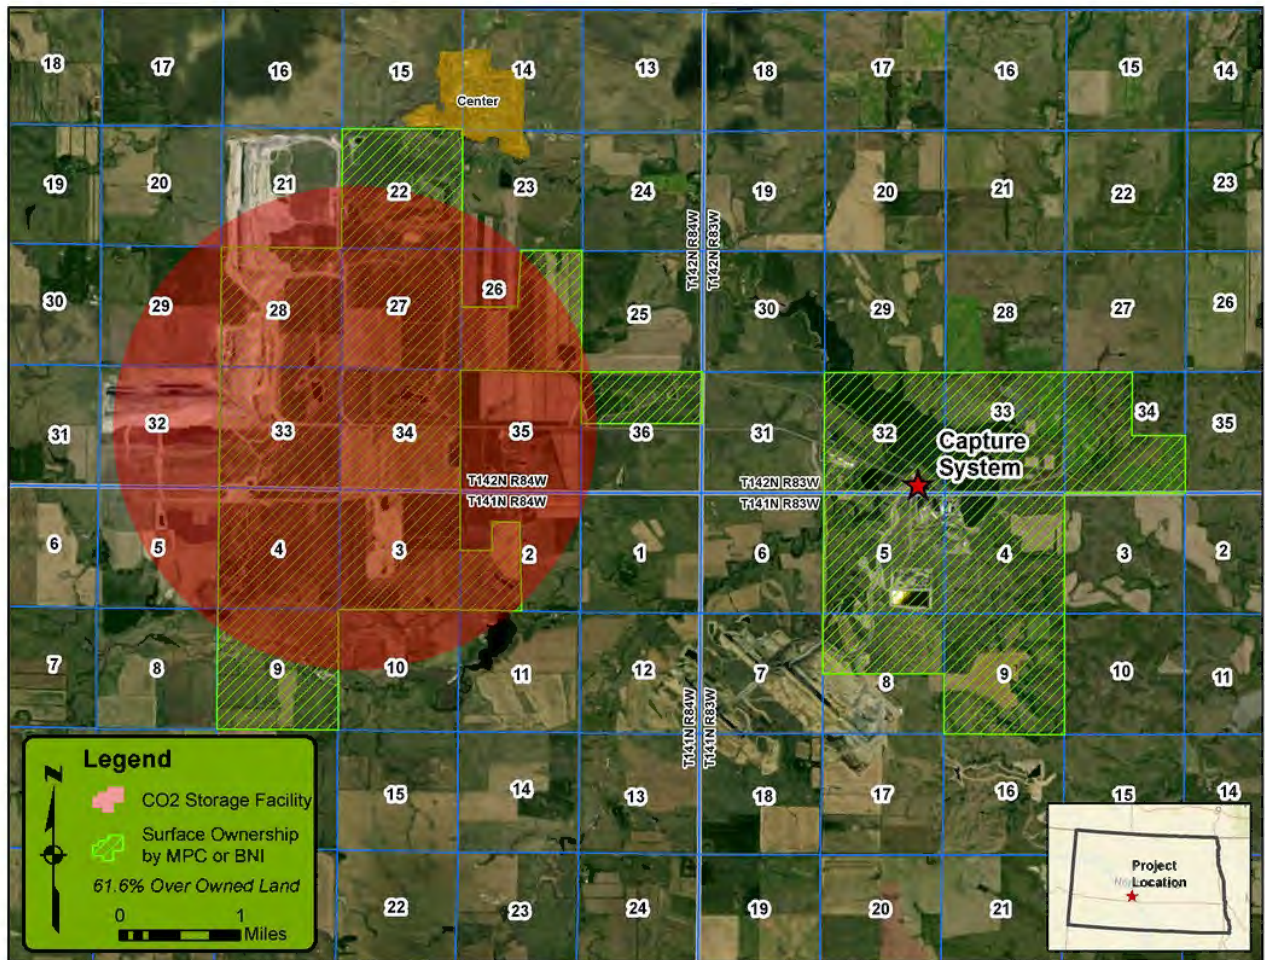 18 17 16 15 14 13 18 17 16 15 14
Center
19 20 21 22 23 24 19 20 21 22 23
T142N R84W
T142N R83W
30 29 28 27 26 25 30 29 28 27 26
31 32 33 34 35 36 31 32 33 34 35
Capture
System
T142N R84W
T141N R84W
T142N R83W
T141N R83W
6 5 4 3 2 1 6 5 4 3 2
7 8 9 10 11 12 7 8 9 10 11
T141N R84W
T141N R83W
15 14 13 18 17 16 15 14
22 23 24 19 20 21
Legend
N
CO2 Storage Facility
Surface Ownership
by MPC or BNI
61.6% Over Owned Land
0 1
Miles
Project
Location